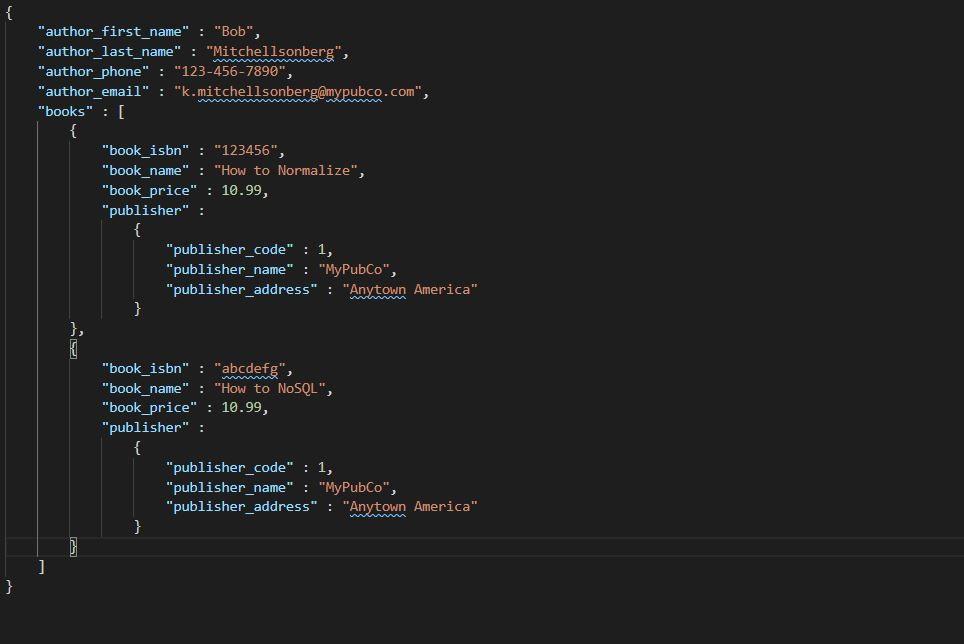 {
    "author_first_name" : "Bob",
    "author_last_name" : "Mitchellsonberg",
    "author_phone" : "123-456-7890",
    "author_email" : "k.mitchellsonberg@mypubco.com",
    "books" : [
        {
            "book_isbn" : "123456",
            "book_name" : "How to Normalize",
            "book_price" : 10.99,
            "publisher" :
                {
                    "publisher_code" : 1,
                    "publisher_name" : "MyPubCo",
                    "publisher_address" : "Anytown America"
                }
        },
        {
            "book_isbn" : "abcdefg",
            "book_name" : "How to NoSQL",
            "book_price" : 10.99,
            "publisher" :
                {
                    "publisher_code" : 1,
                    "publisher_name" : "MyPubCo",
                    "publisher_address" : "Anytown America"
                }
        }
    ]
}